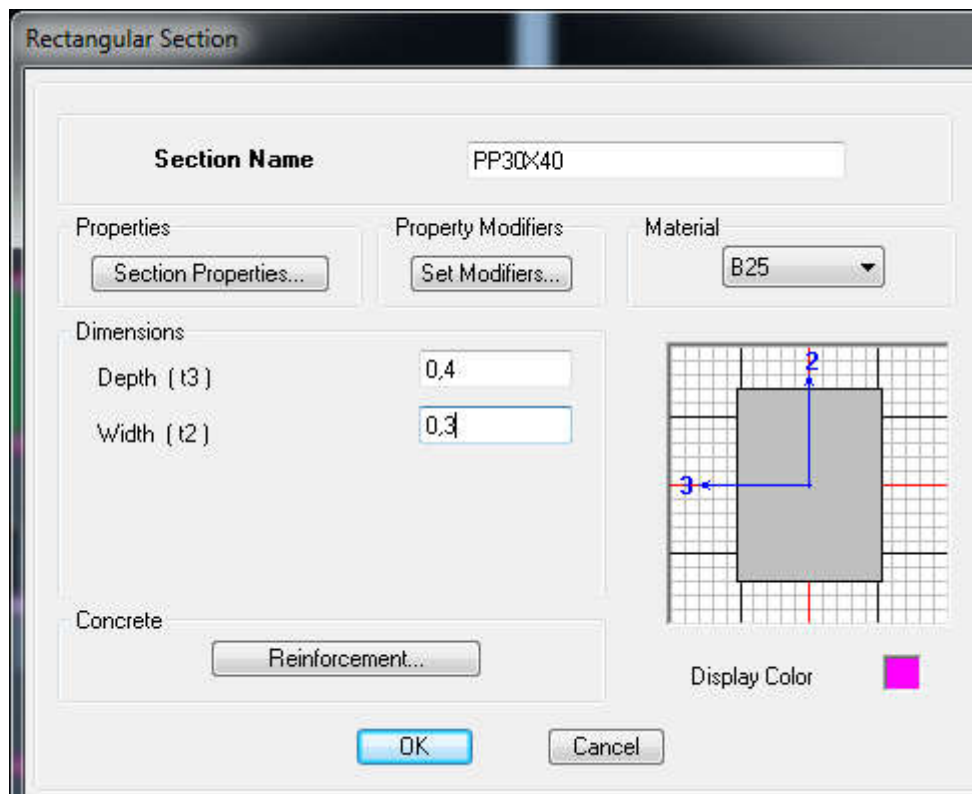 Rectangular Section
Section Name PP30X40
Properties Property Modifiers Material
Section Properties... Set Modifiers... B25
Dimensions
Depth ( t3 ) 0,4
Width ( t2 ) 0,3
2
3
Concrete
Reinforcement...
Display Color
OK Cancel